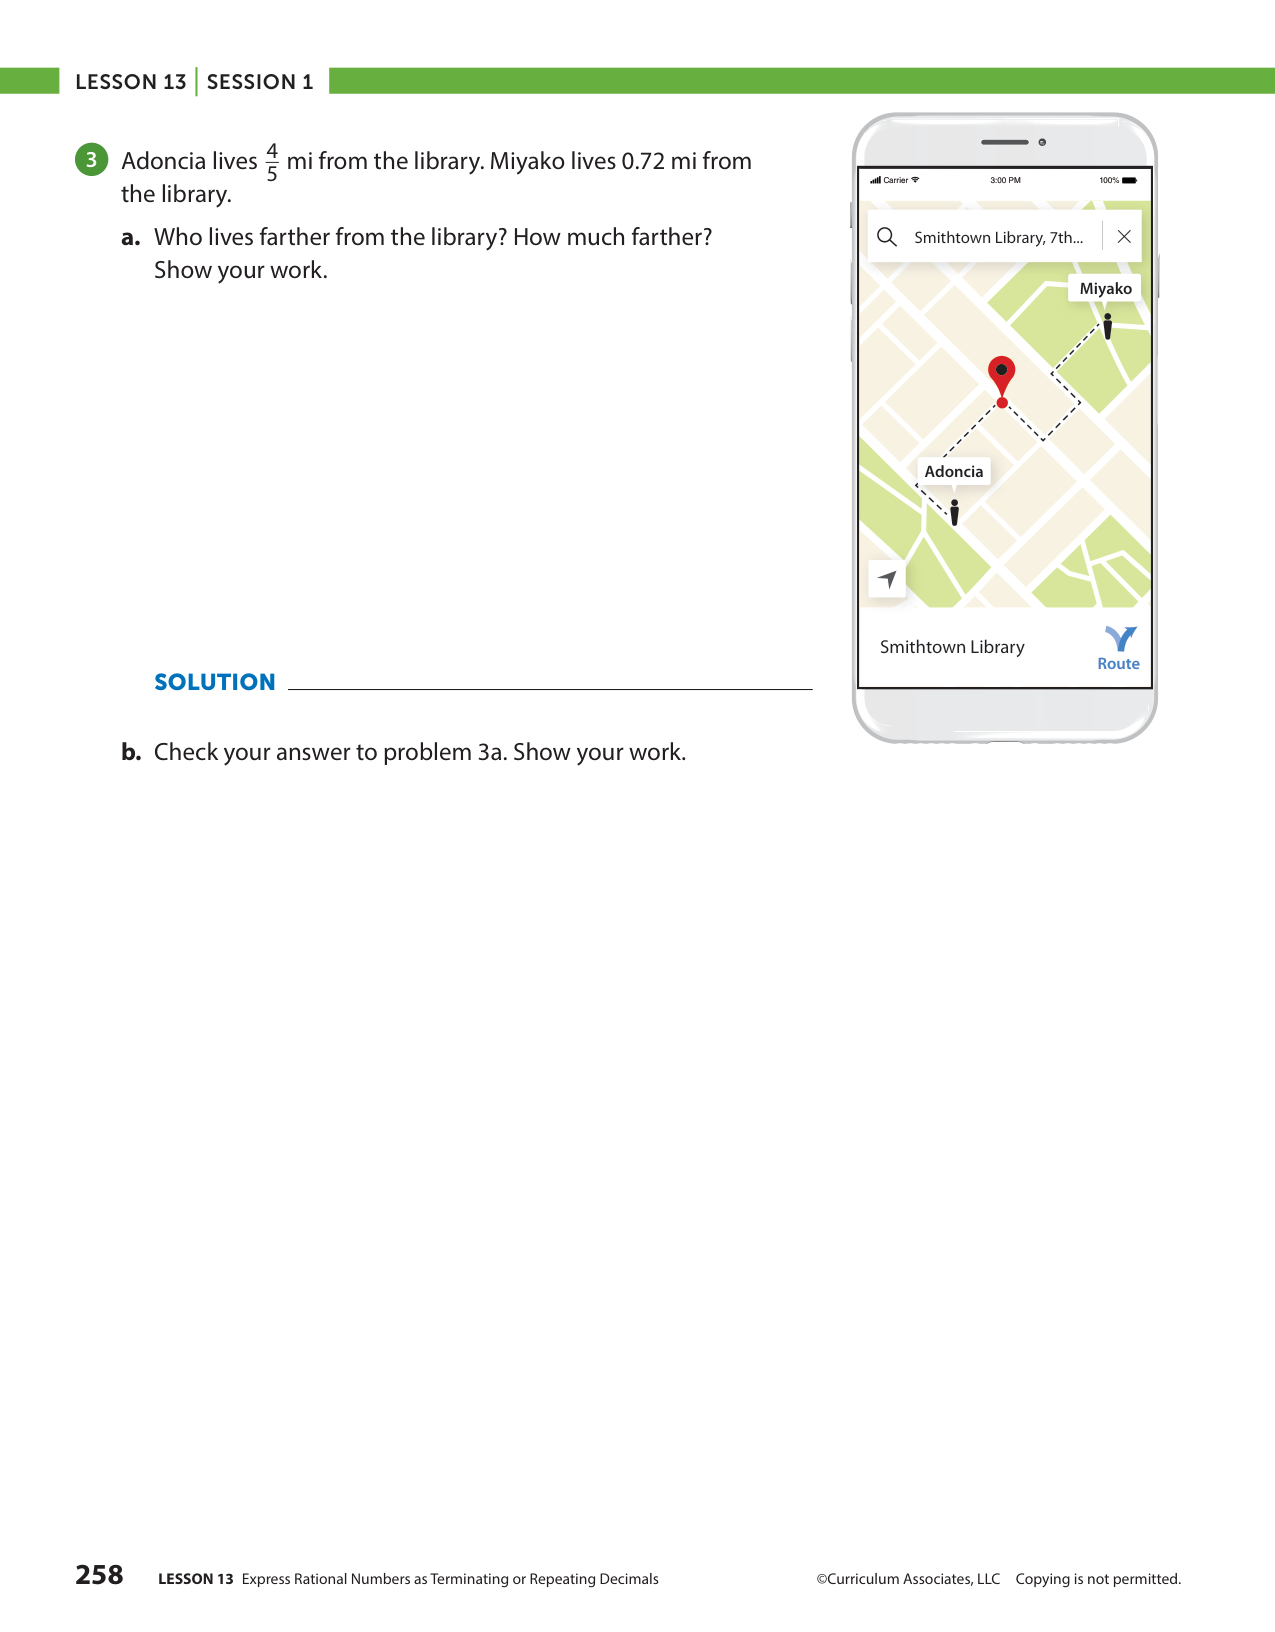 LESSON 13 | SESSION 1
3 Adoncia lives 4/5 mi from the library. Miyako lives 0.72 mi from
the library.
a. Who lives farther from the library? How much farther?
Show your work.
Carrier 3:00 PM 100%
Smithtown Library, 7th...
Miyako
Adoncia
Smithtown Library
Route
SOLUTION
b. Check your answer to problem 3a. Show your work.
258 LESSON 13 Express Rational Numbers as Terminating or Repeating Decimals ©Curriculum Associates, LLC Copying is not permitted.